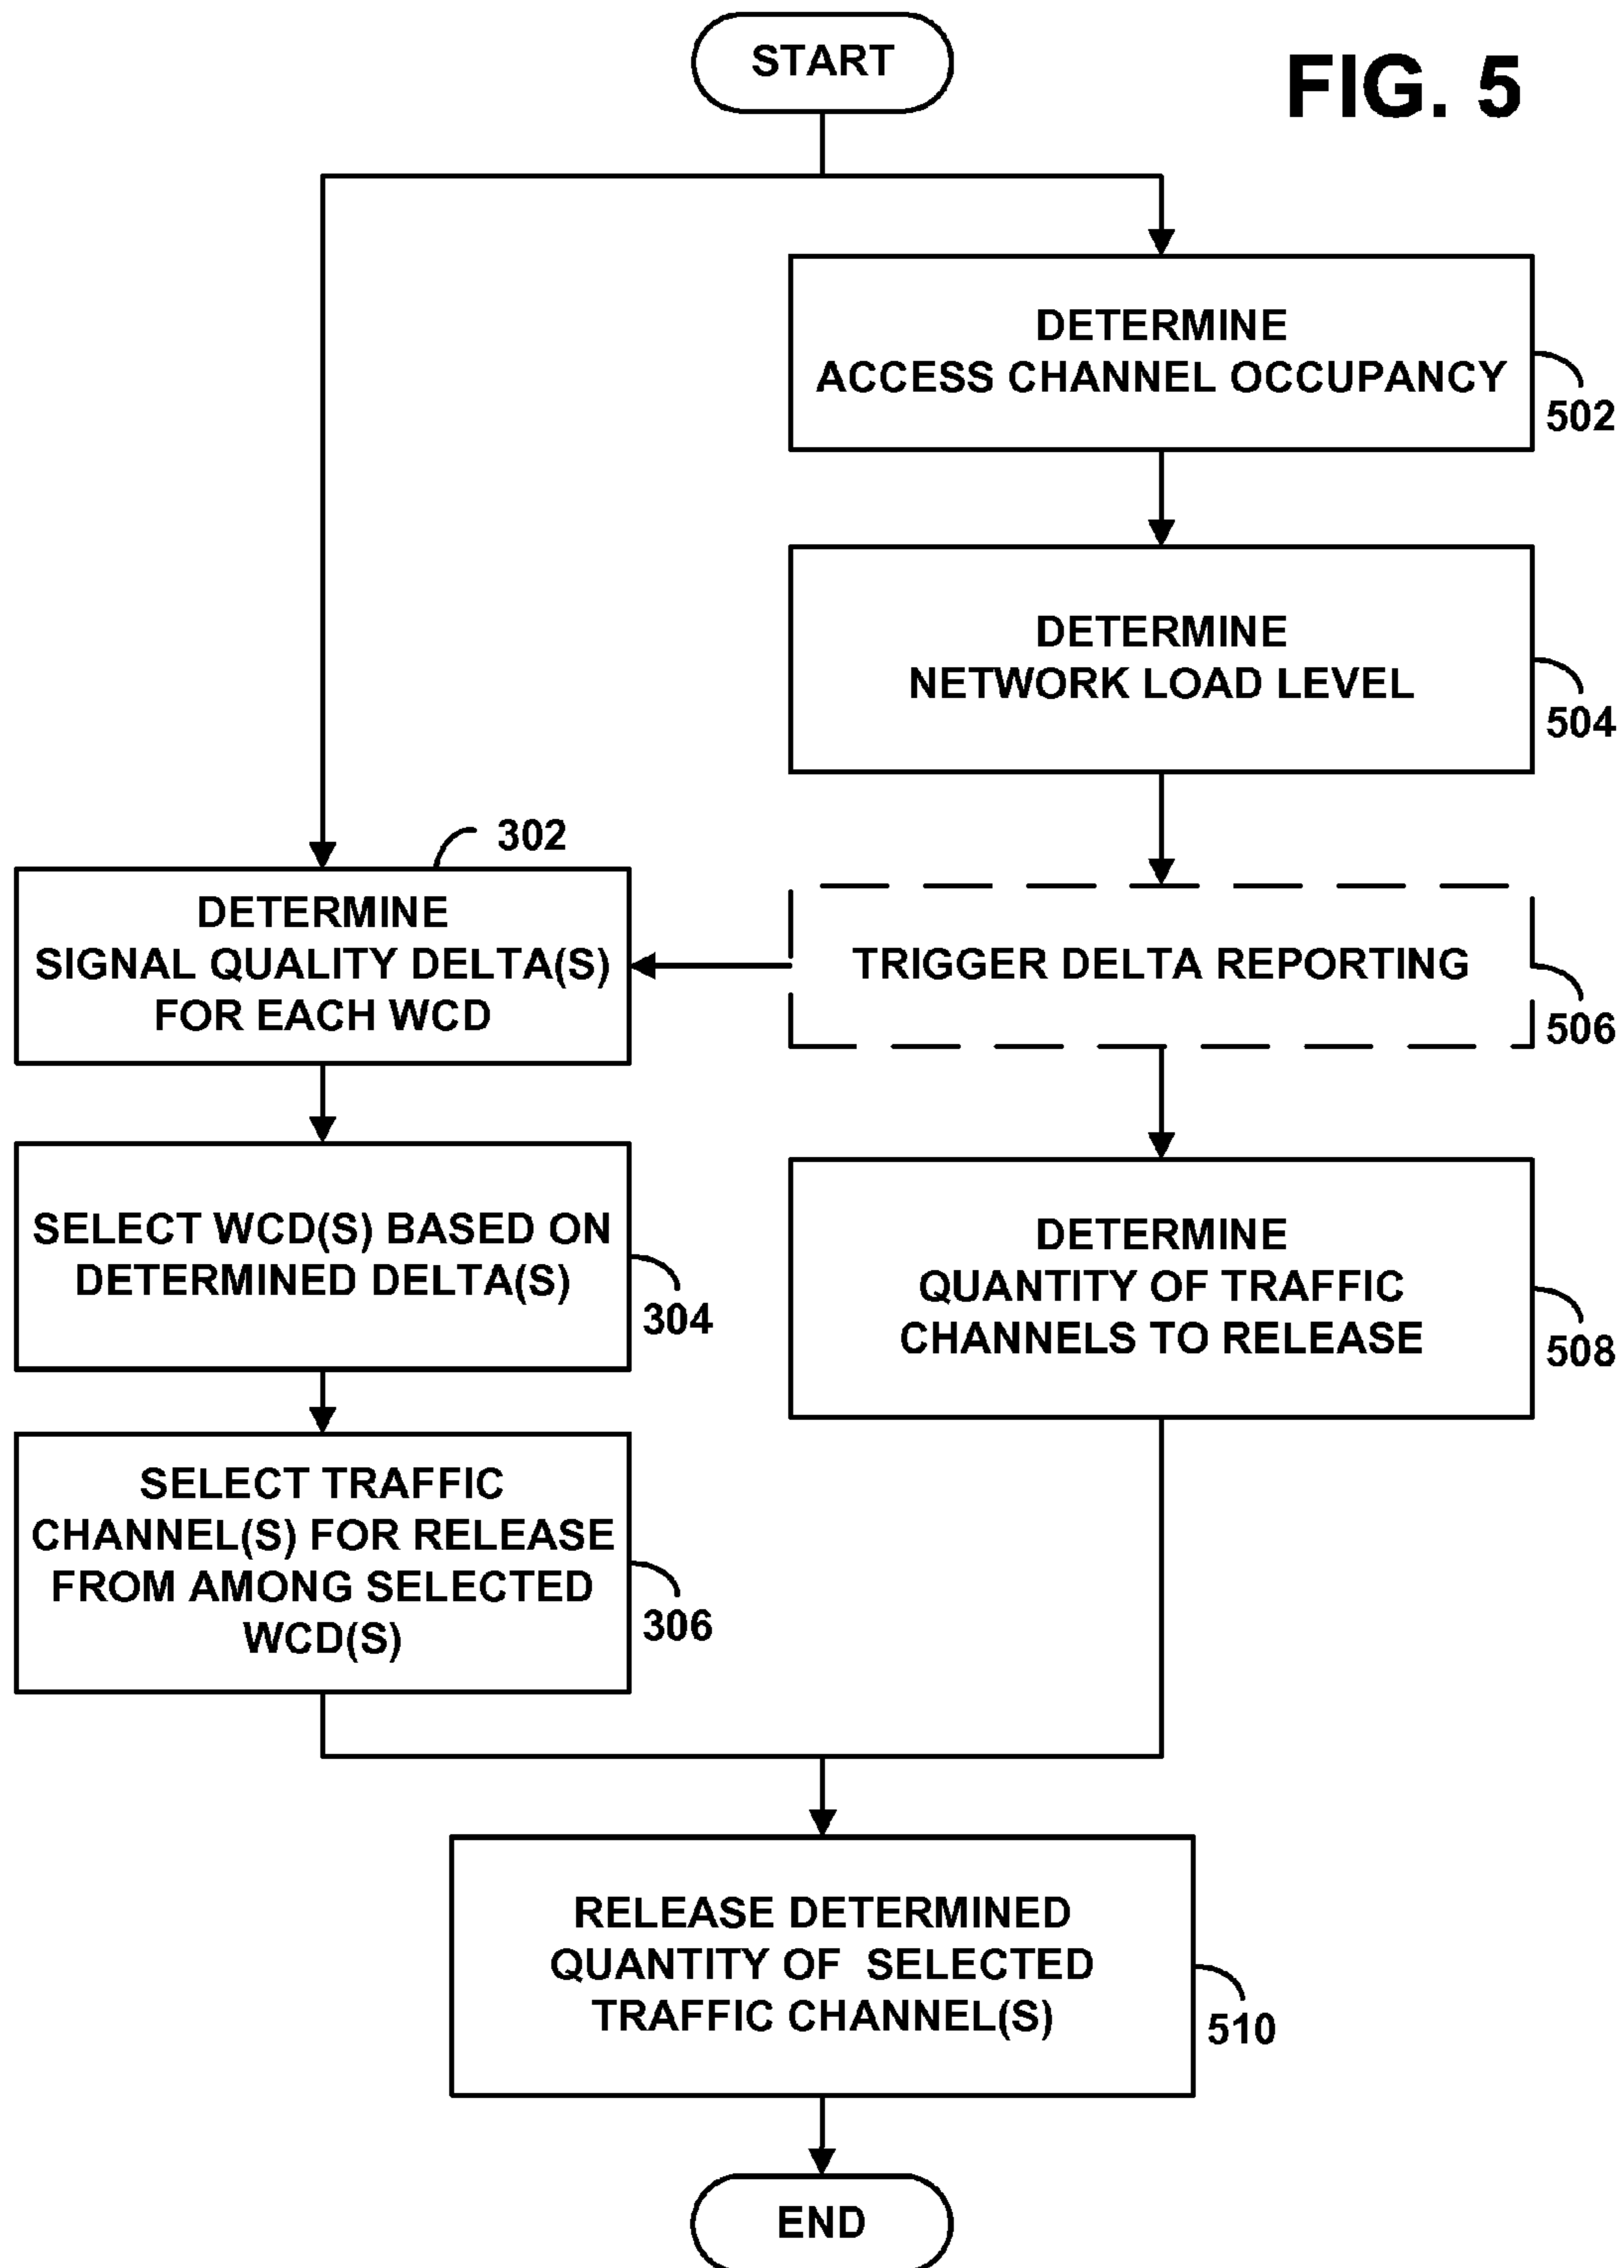 START
FIG. 5
DETERMINE
ACCESS CHANNEL OCCUPANCY
502
DETERMINE
NETWORK LOAD LEVEL
504
302
DETERMINE
SIGNAL QUALITY DELTA(S)
FOR EACH WCD
TRIGGER DELTA REPORTING
506
SELECT WCD(S) BASED ON
DETERMINED DELTA(S)
304
DETERMINE
QUANTITY OF TRAFFIC
CHANNELS TO RELEASE
508
SELECT TRAFFIC
CHANNEL(S) FOR RELEASE
FROM AMONG SELECTED
WCD(S)
306
RELEASE DETERMINED
QUANTITY OF SELECTED
TRAFFIC CHANNEL(S)
510
END